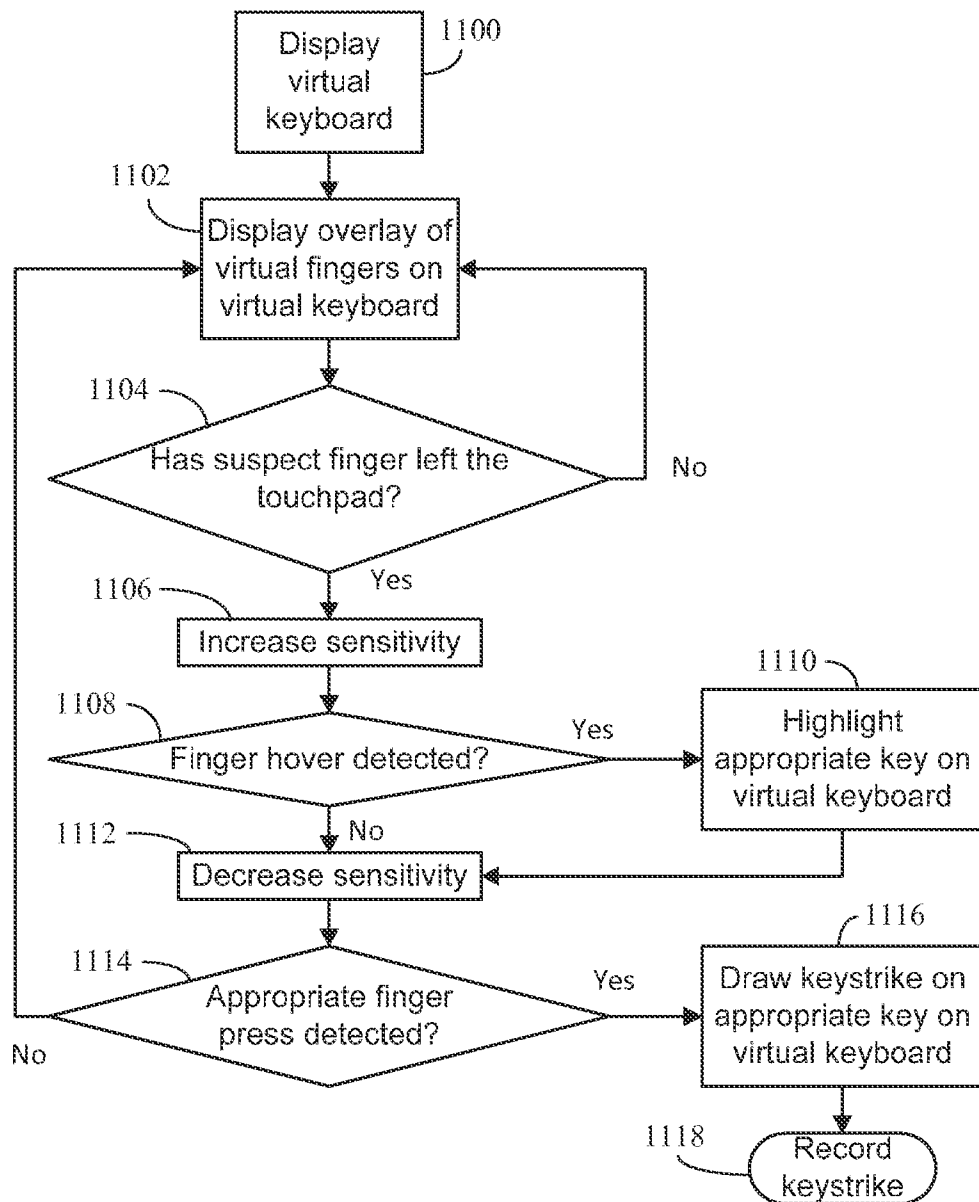 1100
Display
virtual
keyboard
1102
Display overlay of
virtual fingers on
virtual keyboard
1104
Has suspect finger left the
touchpad?
No
Yes
1106
Increase sensitivity
1108
Finger hover detected?
Yes
1110
Highlight
appropriate key on
virtual keyboard
No
1112
Decrease sensitivity
1114
Appropriate finger
press detected?
Yes
No
1116
Draw keystrike on
appropriate key on
virtual keyboard
1118
Record
keystrike